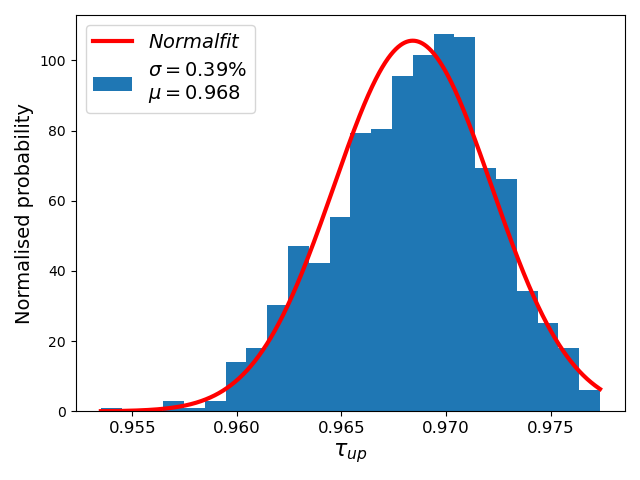 Normalfit
σ = 0.39%
μ = 0.968
Normalised probability
100
80
60
40
20
0
0.955 0.960 0.965 0.970 0.975
τ_up